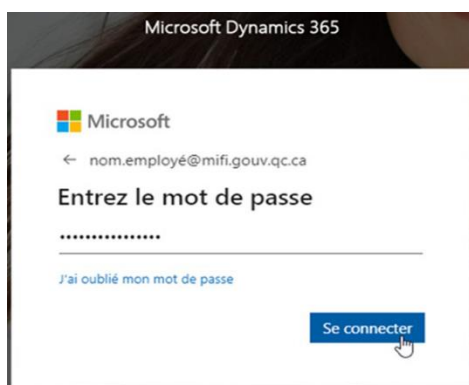 Microsoft Dynamics 365
Microsoft
← nom.employé@mifi.gouv.qc.ca
Entrez le mot de passe
................
J'ai oublié mon mot de passe
Se connecter